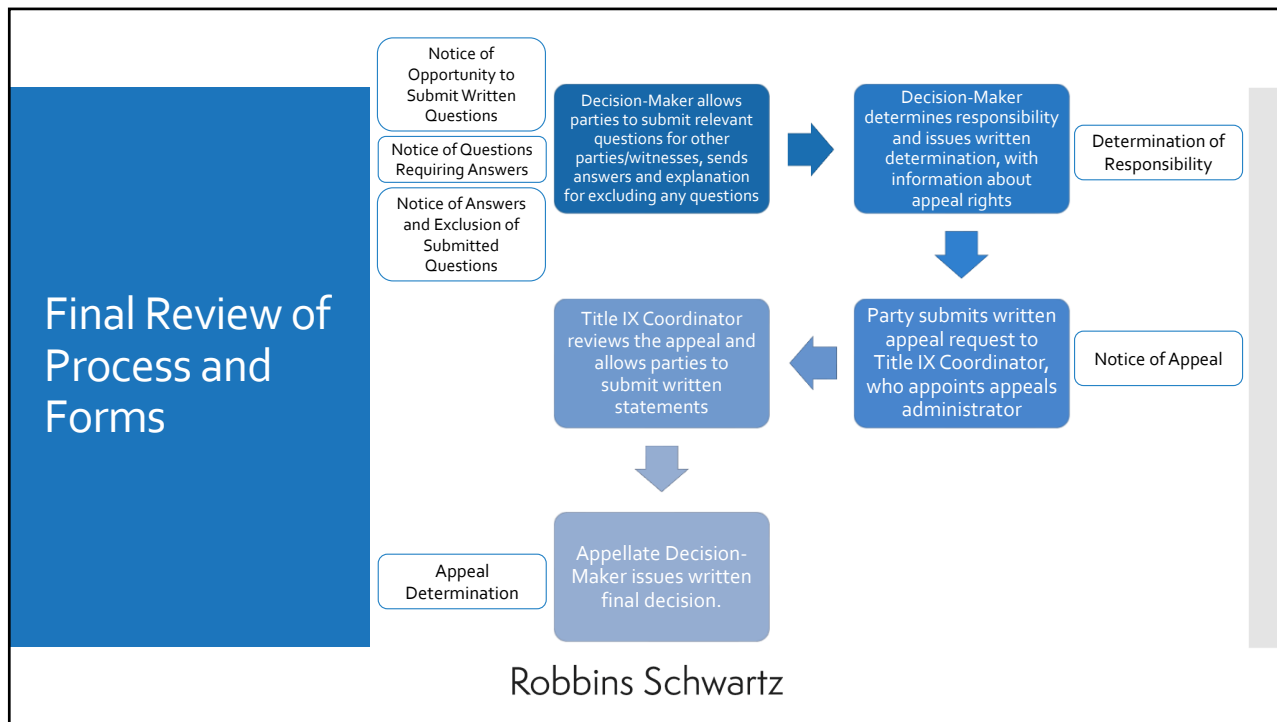 Final Review of
Process and
Forms
Notice of
Opportunity to
Submit Written
Questions
Notice of Questions
Requiring Answers
Notice of Answers
and Exclusion of
Submitted
Questions
Decision-Maker allows
parties to submit relevant
questions for other
parties/witnesses, sends
answers and explanation
for excluding any questions
Decision-Maker
determines responsibility
and issues written
determination, with
information about
appeal rights
Determination of
Responsibility
Party submits written
appeal request to
Title IX Coordinator,
who appoints appeals
administrator
Notice of Appeal
Title IX Coordinator
reviews the appeal and
allows parties to
submit written
statements
Appeal
Determination
Appellate Decision-
Maker issues written
final decision.
Robbins Schwartz